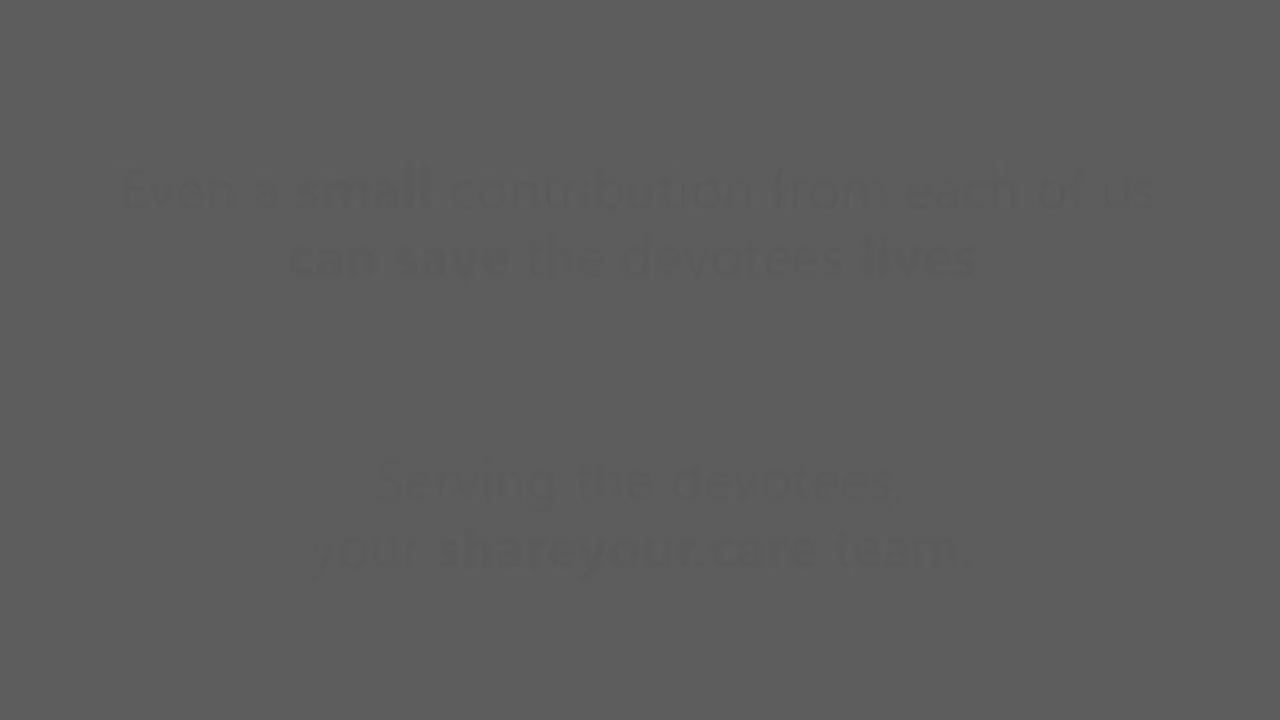 Even a small contribution from each of us
can save the devotees lives
Serving the devotees,
your shareyour.care team.